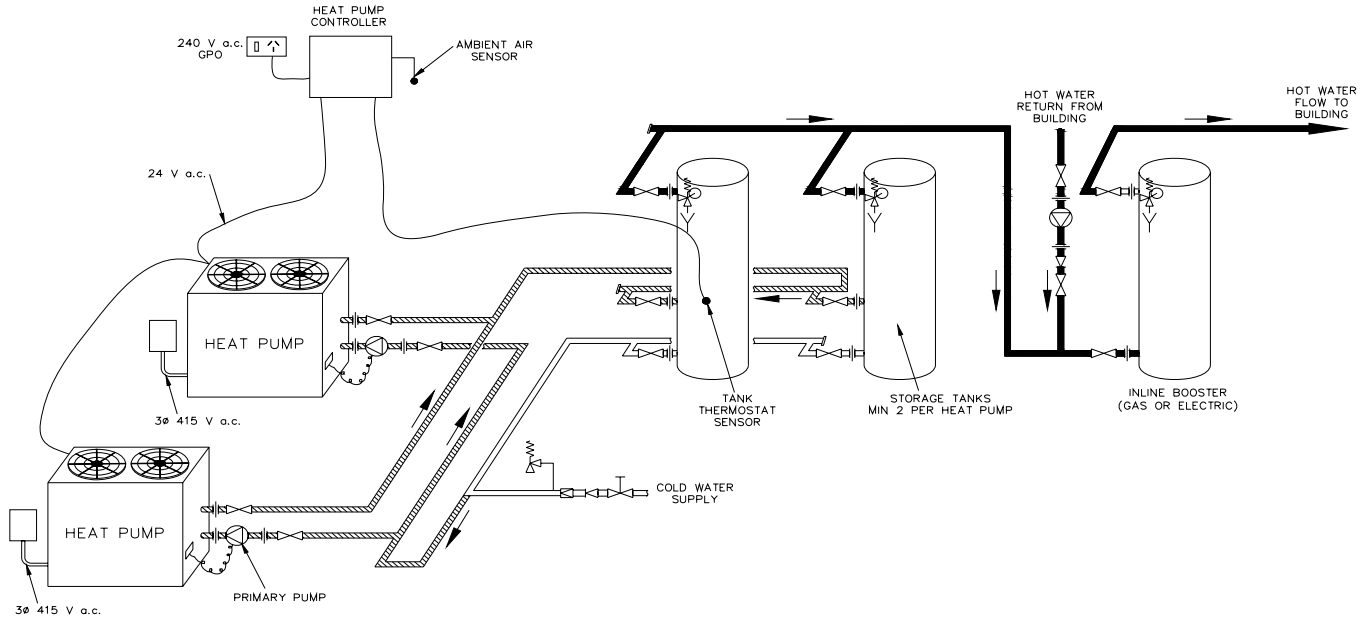 HEAT PUMP
CONTROLLER
240 V a.c.
GPO
AMBIENT AIR
SENSOR
HOT WATER
RETURN FROM
BUILDING
HOT WATER
FLOW TO
BUILDING
24 V a.c.
HEAT PUMP
3ø 415 V a.c.
TANK
THERMOSTAT
SENSOR
STORAGE TANKS
MIN 2 PER HEAT PUMP
INLINE BOOSTER
(GAS OR ELECTRIC)
COLD WATER
SUPPLY
HEAT PUMP
PRIMARY PUMP
3ø 415 V a.c.